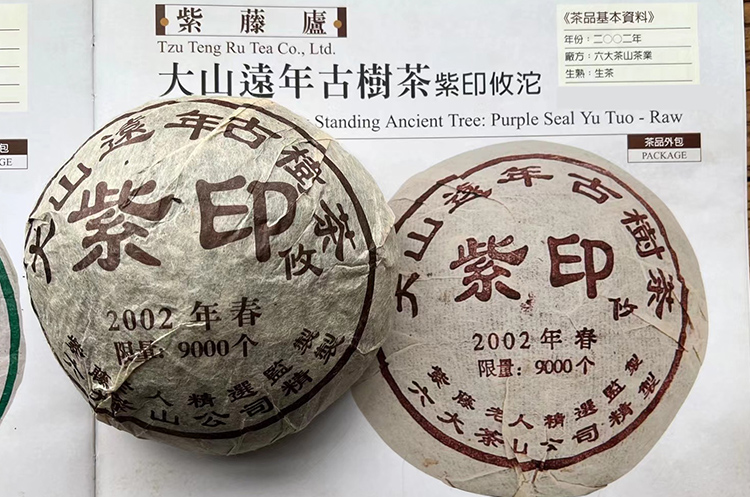 紫藤廬
Tzu Teng Ru Tea Co., Ltd.
大山遠年古樹茶紫印攸沱
Standing Ancient Tree: Purple Seal Yu Tuo - Raw
《茶品基本資料》
年份：二〇〇二年
廠方：六大茶山茶業
生熟：生茶
包
GE
茶品外包
PACKAGE
大山遠年古樹茶
紫印
攸
2002年春
限量：9000个
紫藤 人精選監製
茶山公司精製
大山遠年古樹茶
紫印
攸
2002年春
限量：9000个
紫藤老人精選監製
六大茶山公司精製